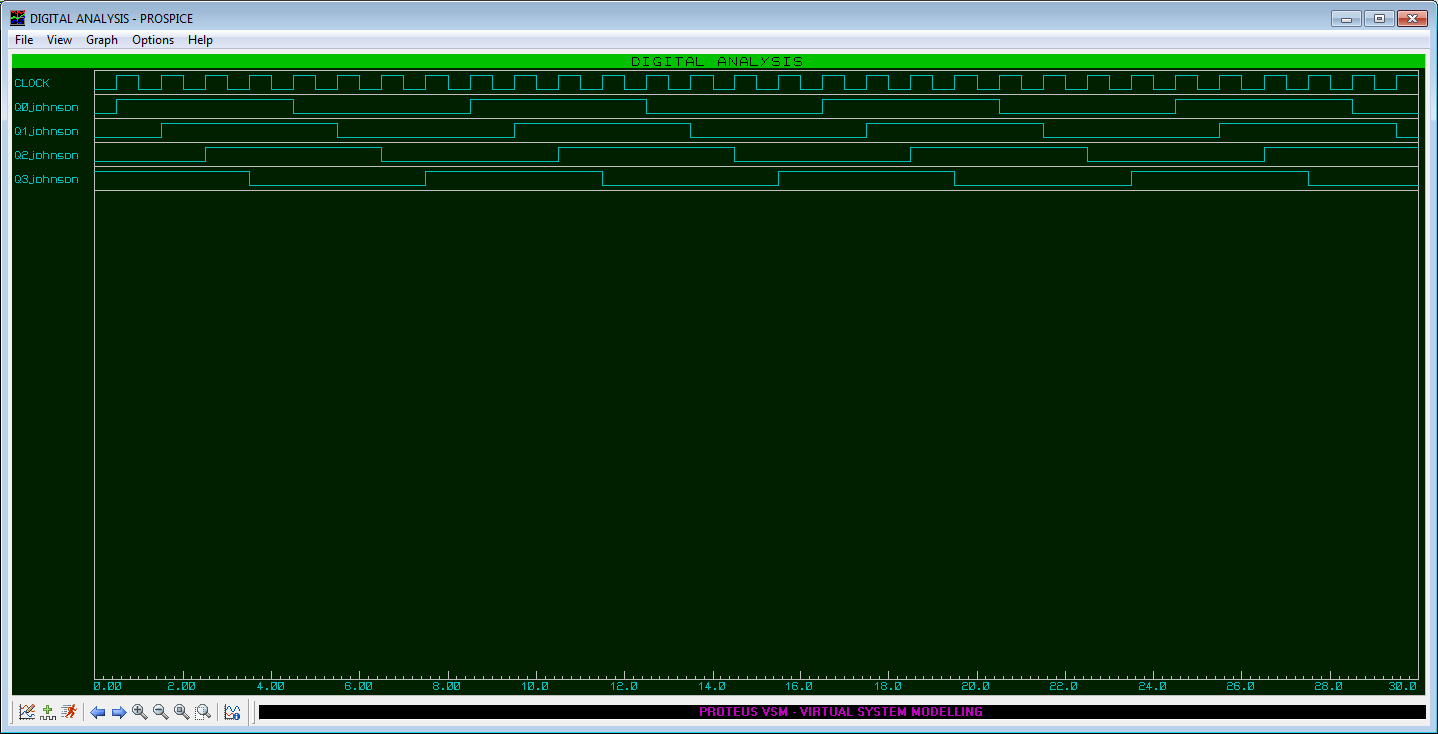 DIGITAL ANALYSIS - PROSPICE
File View Graph Options Help
DIGITAL ANALYSIS
CLOCK
Q0johnson
Q1johnson
Q2johnson
Q3johnson
0.00 2.00 4.00 6.00 8.00 10.0 12.0 14.0 16.0 18.0 20.0 22.0 24.0 26.0 28.0 30.0
PROTEUS VSM - VIRTUAL SYSTEM MODELLING